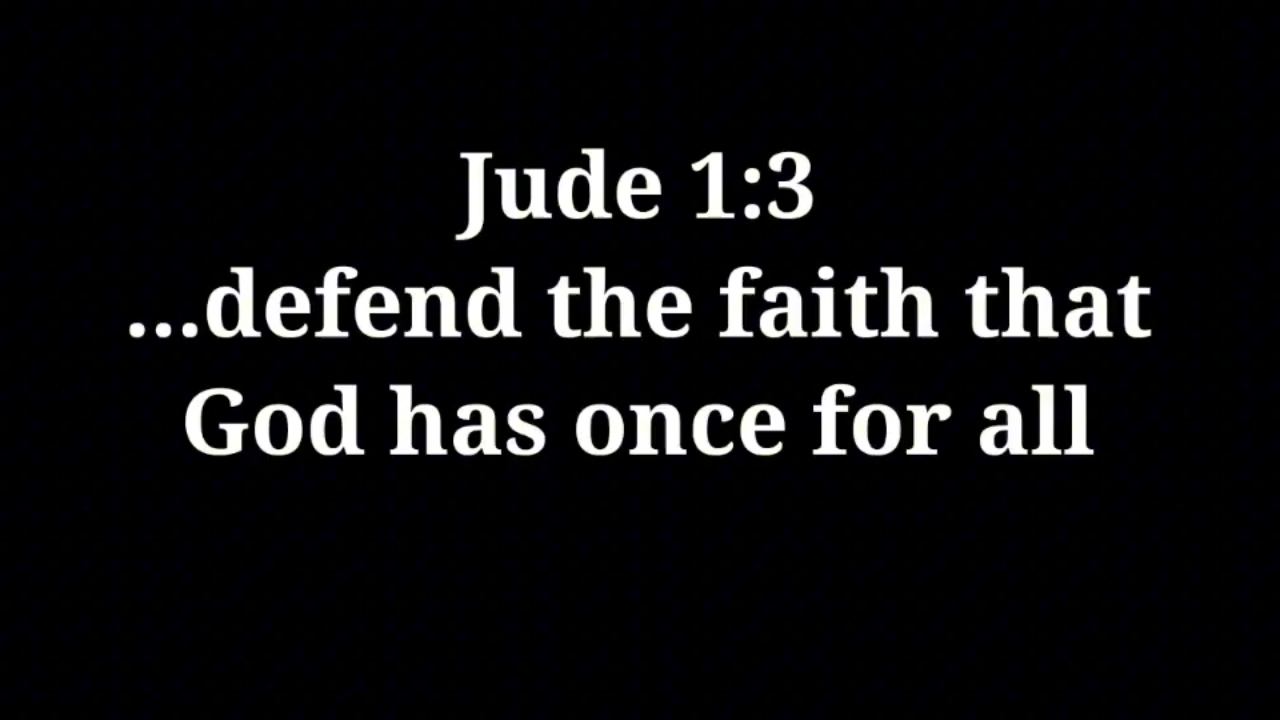 Jude 1:3
...defend the faith that
God has once for all